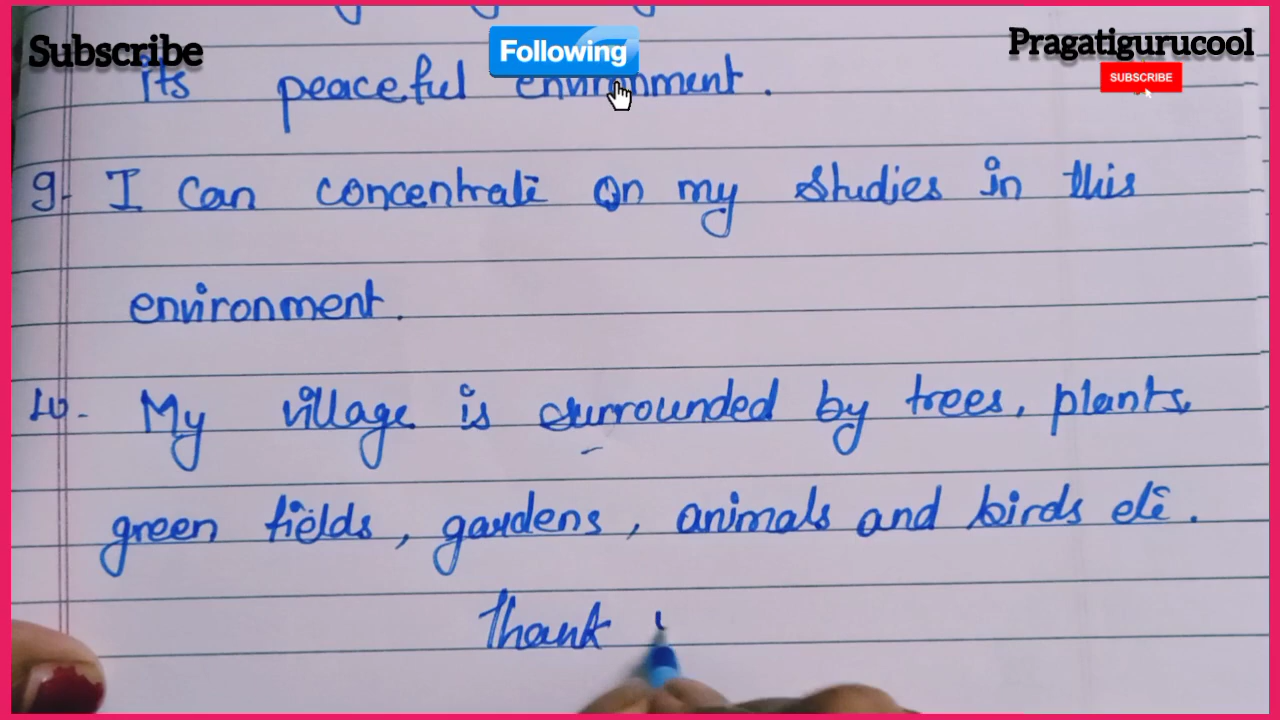 Subscribe
Following
Pragatigurucool
SUBSCRIBE
its peaceful environment.
9. I can concentrate on my studies in this
environment.
10. My village is surrounded by trees, plants,
green fields, gardens, animals and birds etc.
Thank